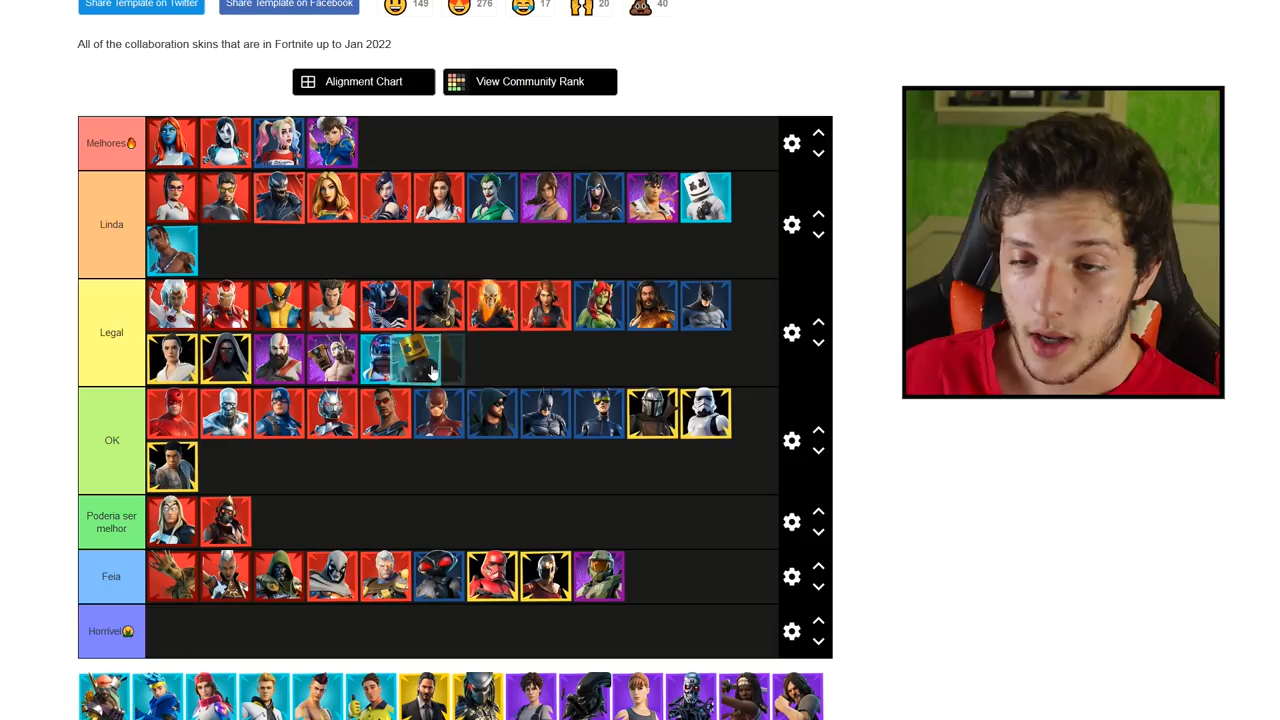 Share Template on Twitter
Share Template on Facebook
149
276
17
20
40
All of the collaboration skins that are in Fortnite up to Jan 2022
Alignment Chart
View Community Rank
Melhores🔥
Linda
Legal
OK
Poderia ser
melhor
Feia
Horrivel🤮